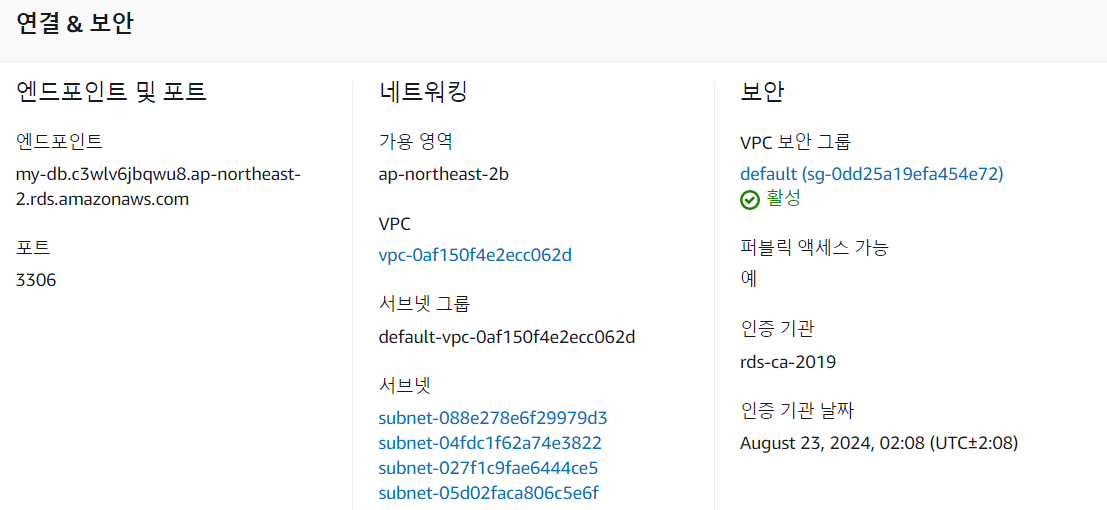 연결 & 보안
엔드포인트 및 포트
엔드포인트
my-db.c3wlv6jbqwu8.ap-northeast-
2.rds.amazonaws.com
포트
3306
네트워킹
가용 영역
ap-northeast-2b
VPC
vpc-0af150f4e2ecc062d
서브넷 그룹
default-vpc-0af150f4e2ecc062d
서브넷
subnet-088e278e6f29979d3
subnet-04fdc1f62a74e3822
subnet-027f1c9fae6444ce5
subnet-05d02faca806c5e6f
보안
VPC 보안 그룹
default (sg-0dd25a19efa454e72)
활성
퍼블릭 액세스 가능
예
인증 기관
rds-ca-2019
인증 기관 날짜
August 23, 2024, 02:08 (UTC±2:08)